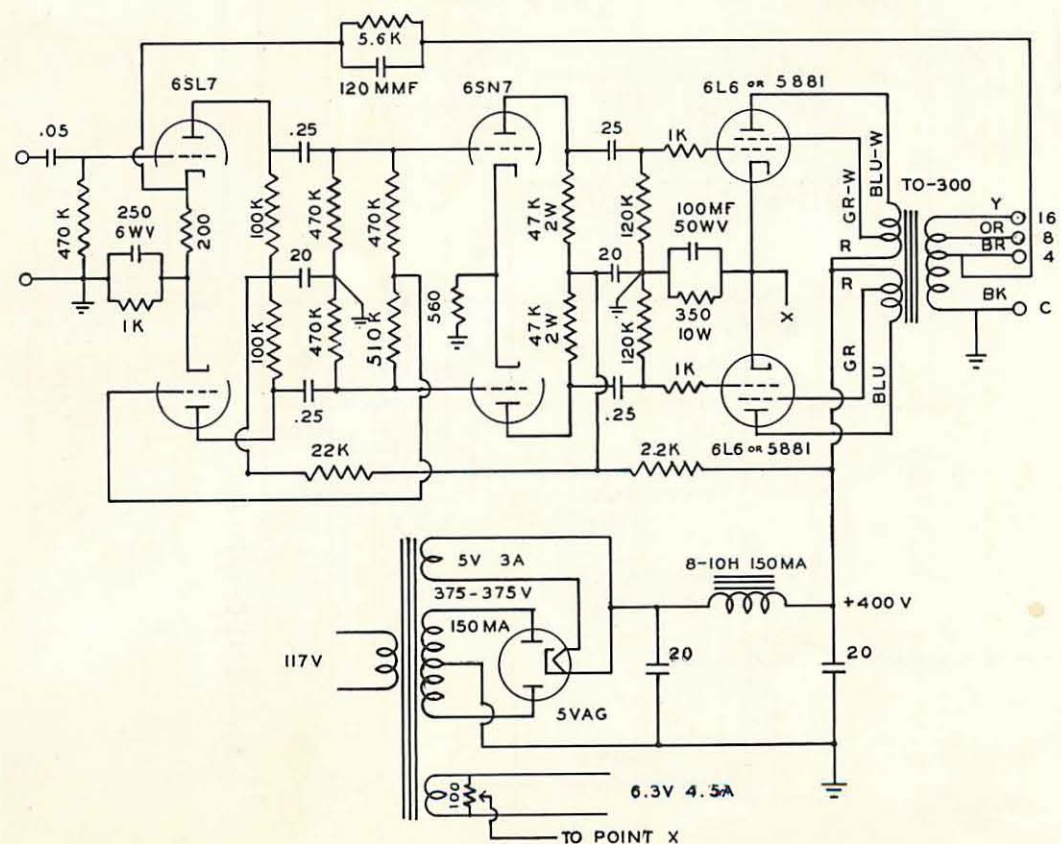 5.6K
120 MMF
6SL7
6SN7
6L6 OR 5881
.05
.25
25
1K
BLU-W
GR-W
TO-300
470K
250
6WV
200
100K
470K
470K
47K
2W
120K
100MF
50WV
R
Y
16
OR
8
BR
4
20
20
1K
560
350
10W
X
R
BK
C
100K
470K
510K
47K
2W
120K
1K
GR
BLU
.25
.25
6L6 OR 5881
22K
2.2K
5V 3A
8-10H 150MA
375-375V
+400V
150MA
117V
20
20
5VAG
100
6.3V 4.5A
TO POINT X